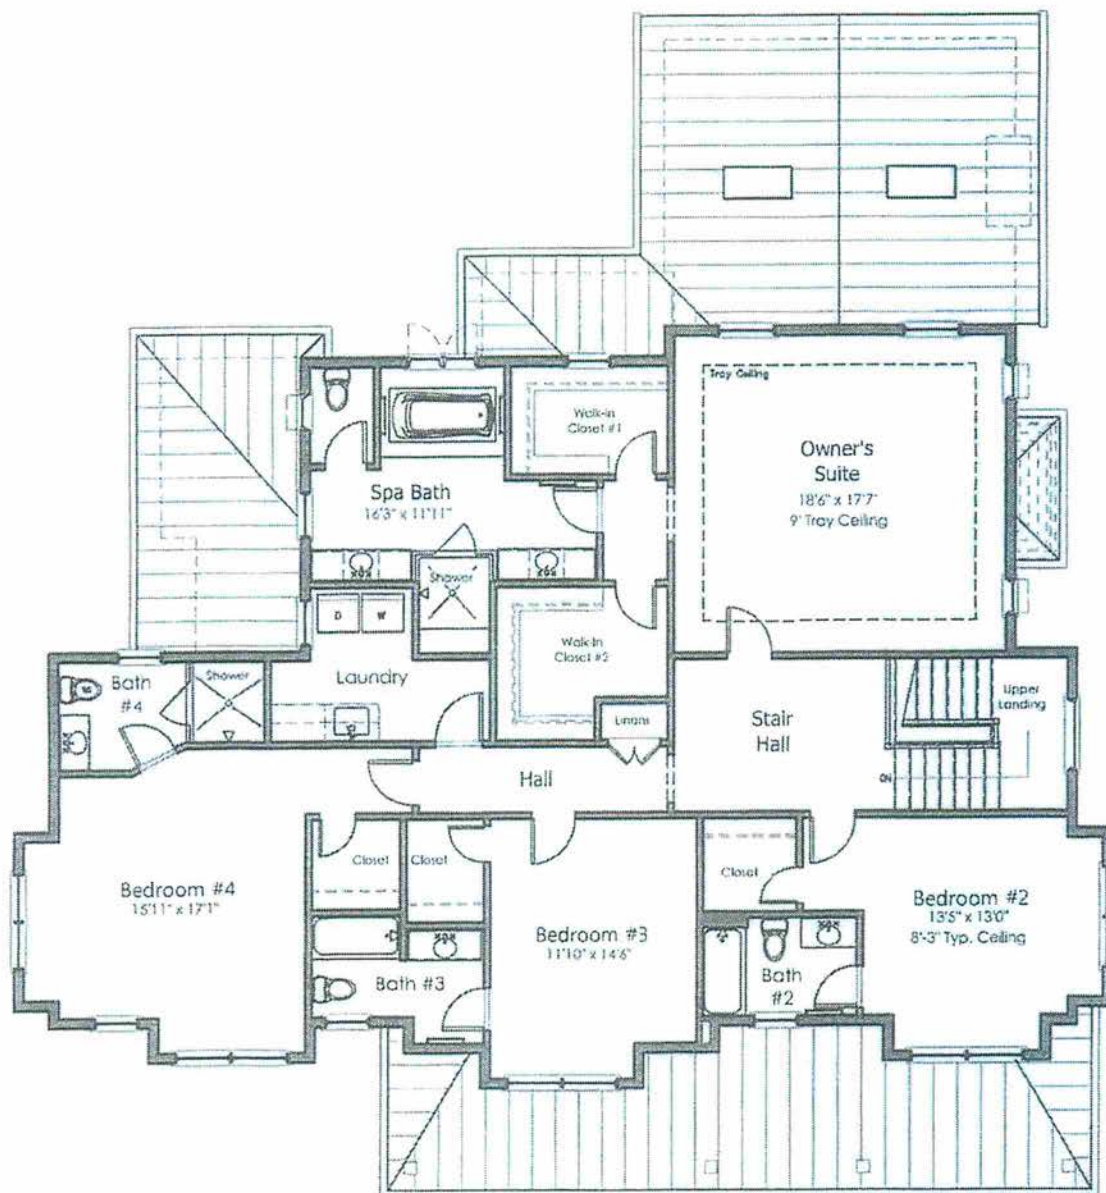 Tray Ceiling
Owner's
Suite
18'6" x 17'7"
9' Tray Ceiling
Walk-in
Closet #1
Spa Bath
16'3" x 11'11"
Shower
D
W
Walk-in
Closet #2
Laundry
Linens
Bath
#4
Shower
Upper
Landing
Stair
Hall
DN
Hall
Closet
Closet
Closet
Bedroom #4
15'11" x 17'1"
Bedroom #3
11'10" x 14'6"
Bedroom #2
13'5" x 13'0"
8'-3" Typ. Ceiling
Bath #3
Bath
#2